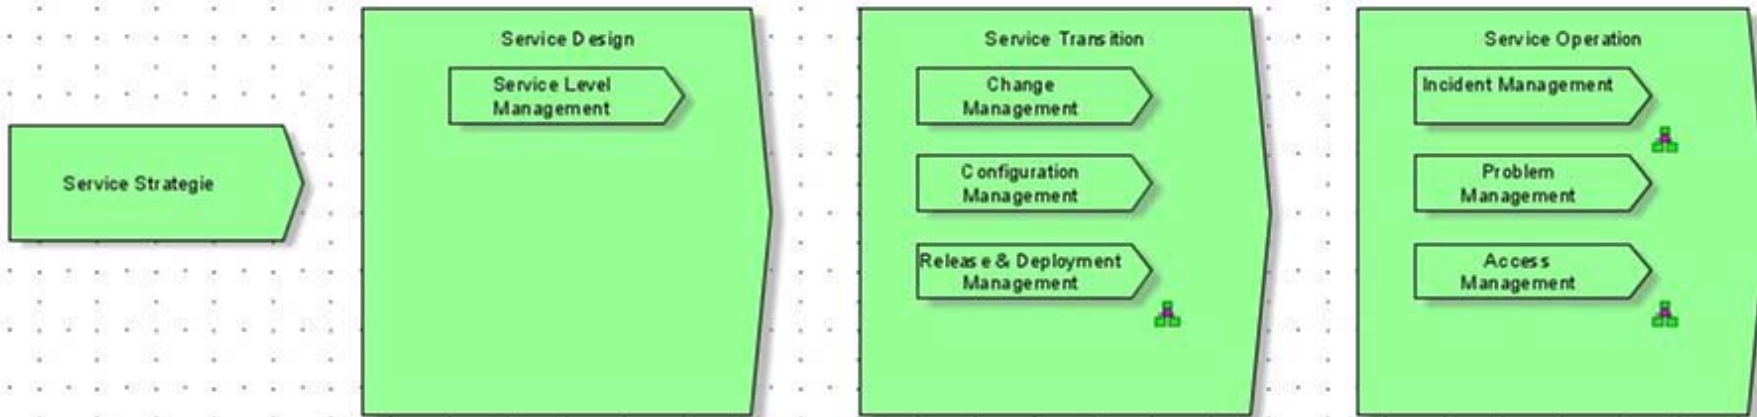 Service Strategie
Service Design
Service Level
Management
Service Transition
Change
Management
Configuration
Management
Release & Deployment
Management
Service Operation
Incident Management
Problem
Management
Access
Management